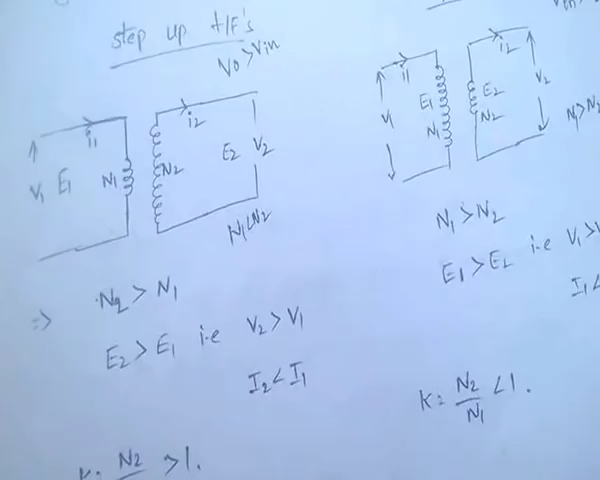 step up t/F's
Vo > Vin
i1
i2
V1 E1 N1 N2 E2 V2
N1<N2
=> N2 > N1
E2 > E1 i.e V2 > V1
I2 < I1
N2 > 1.
i1
i2
V1 E1 N1 E2 N2 V2
N1 > N2
N1 > N2
E1 > E2 i.e V1 >
I1 <
K = N2 / N1 < 1.